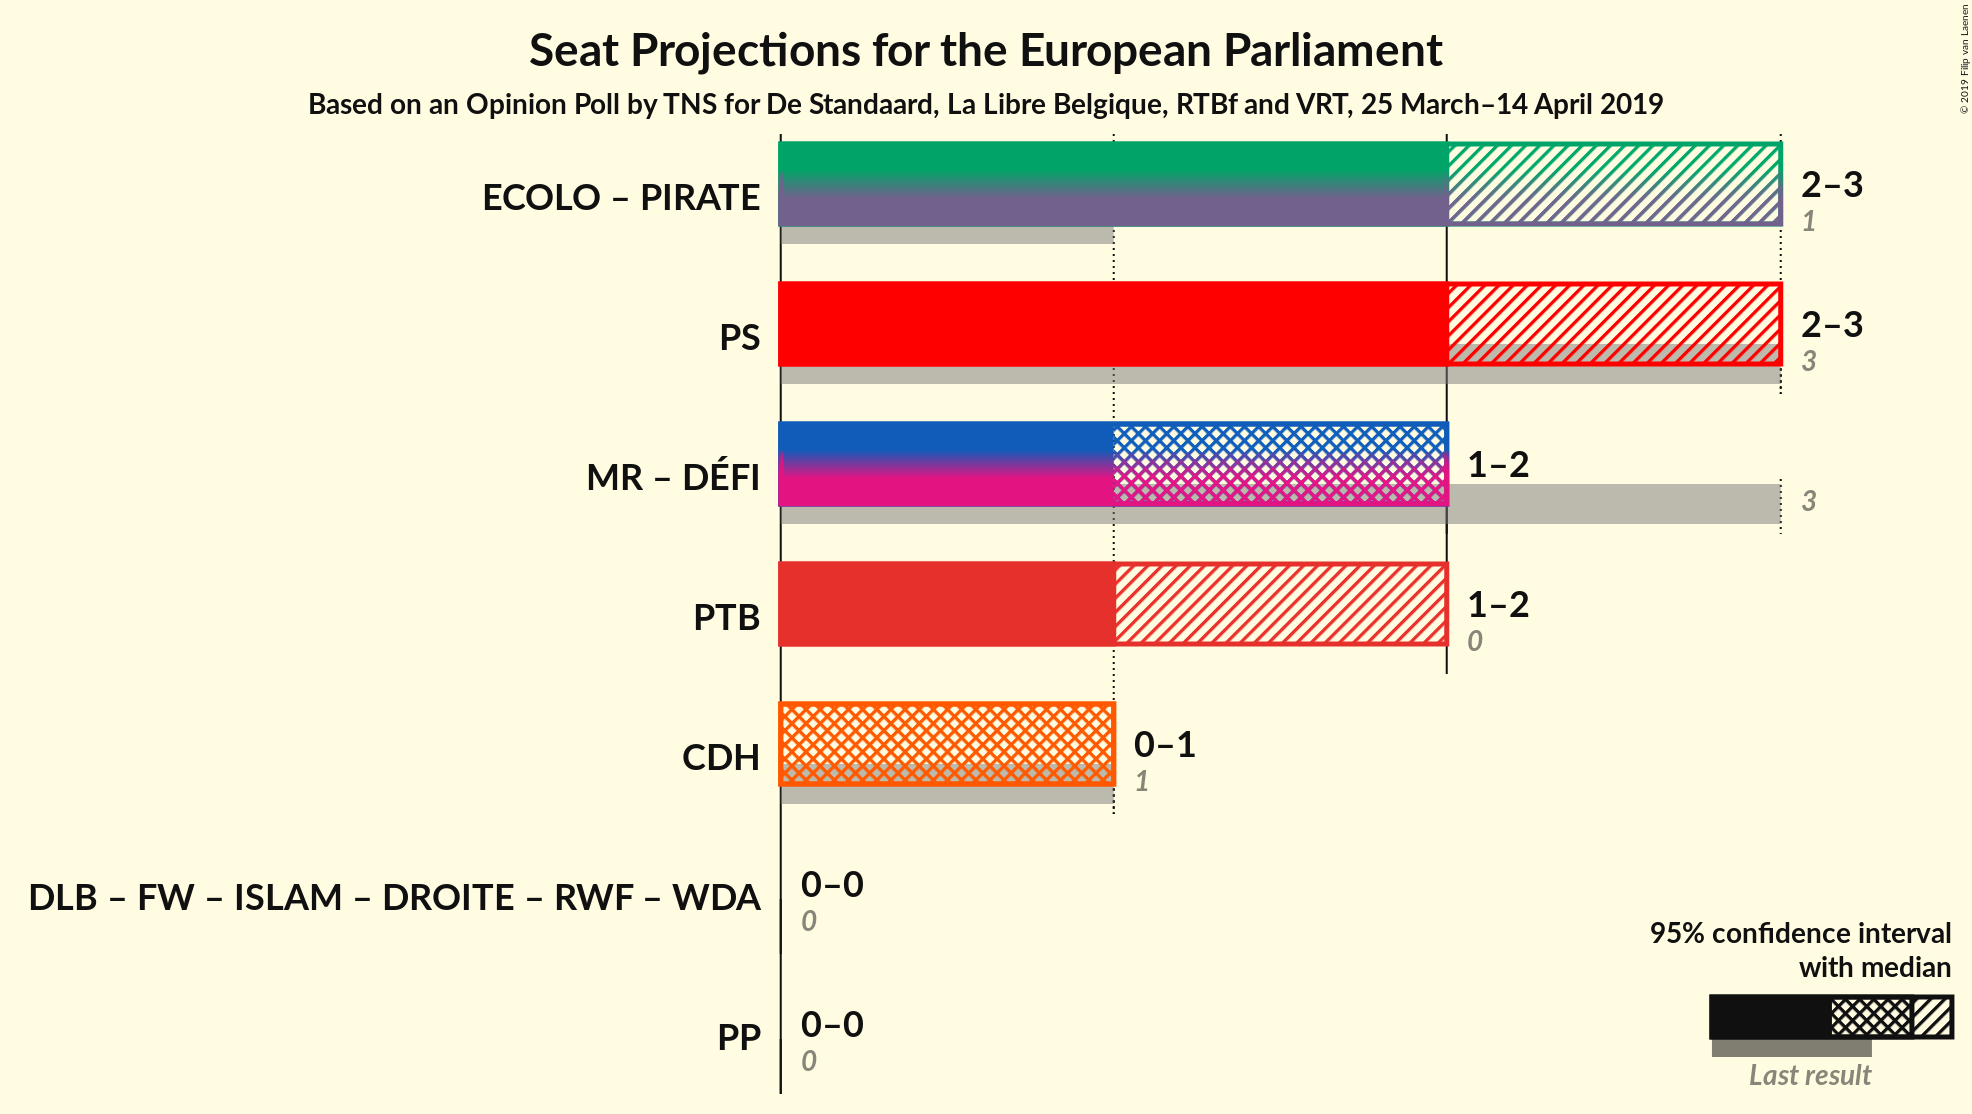 Seat Projections for the European Parliament
Based on an Opinion Poll by TNS for De Standaard, La Libre Belgique, RTBf and VRT, 25 March–14 April 2019
© 2019 Filip van Laenen
ECOLO – PIRATE
2–3
1
PS
2–3
3
MR – DÉFI
1–2
3
PTB
1–2
0
CDH
0–1
1
DLB – FW – ISLAM – DROITE – RWF – WDA
0–0
0
PP
0–0
0
95% confidence interval
with median
Last result